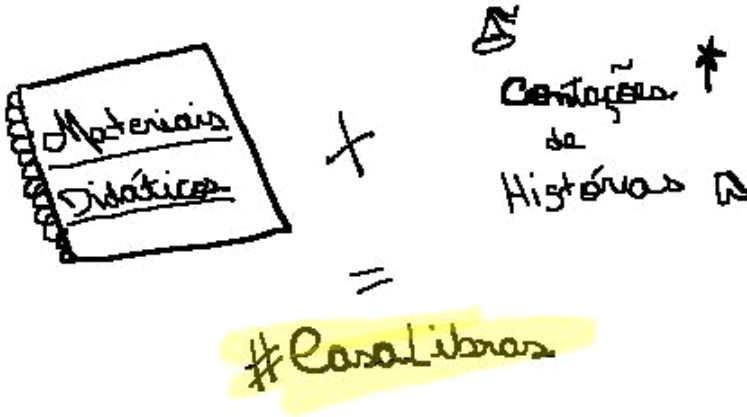 Materiais
Didáticos
+
Contações
de
Histórias
=
#CasaLibras